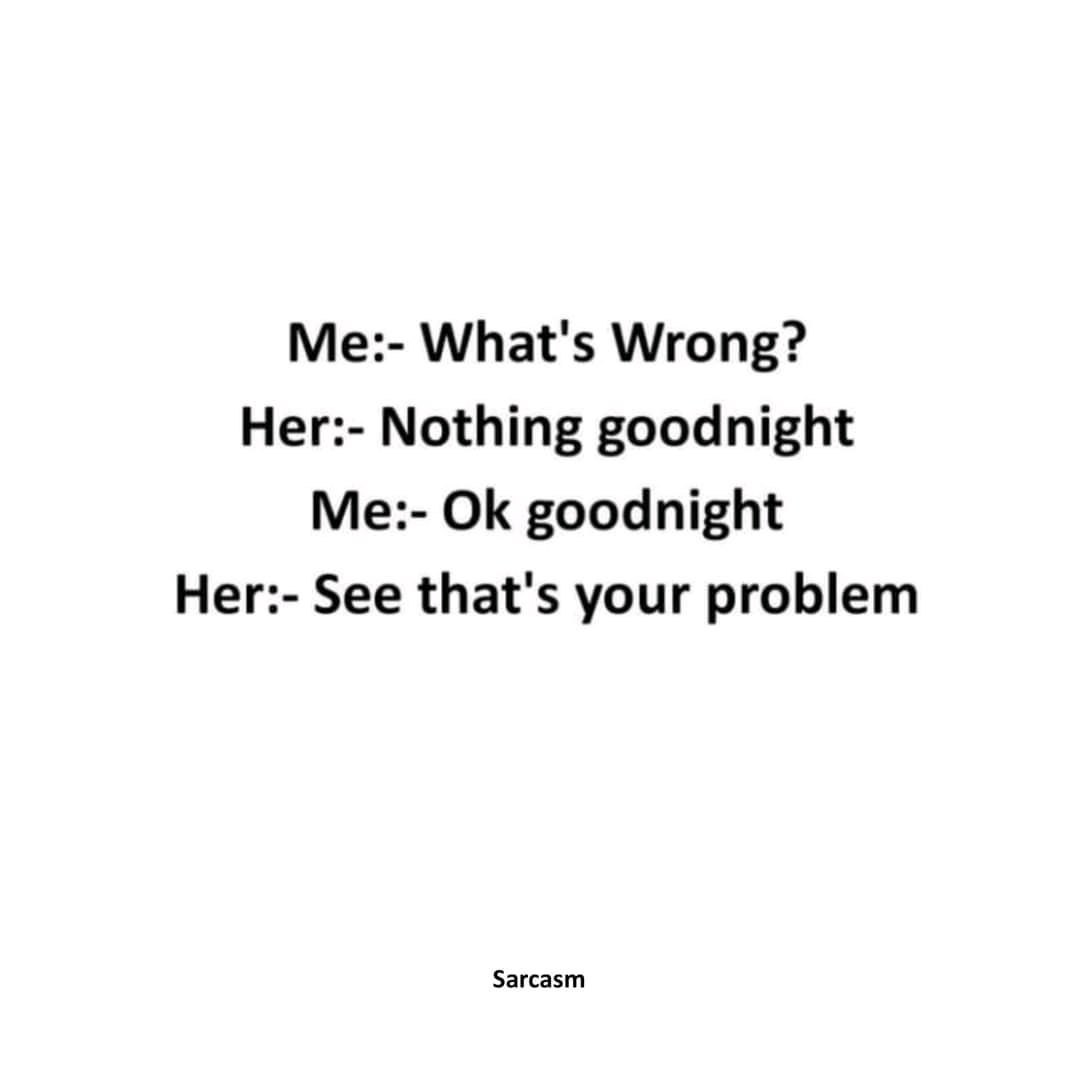 Me:- What's Wrong?
Her:- Nothing goodnight
Me:- Ok goodnight
Her:- See that's your problem
Sarcasm